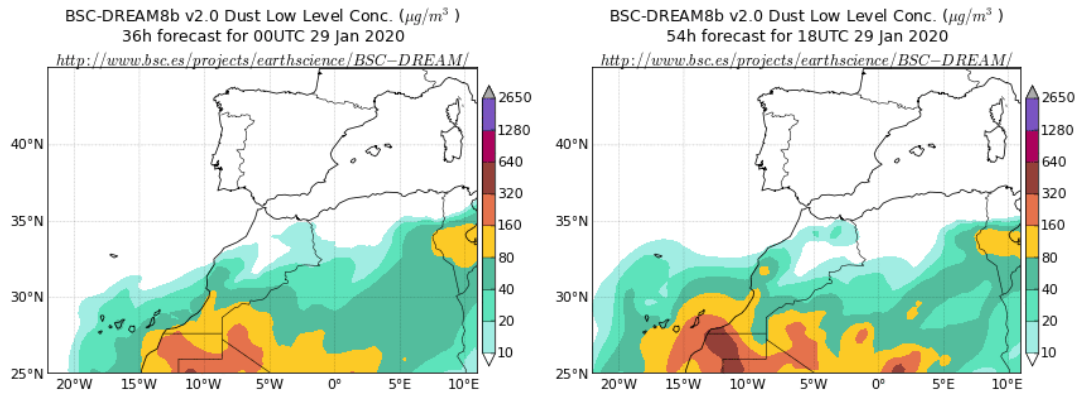 BSC-DREAM8b v2.0 Dust Low Level Conc. (µg/m³ )
36h forecast for 00UTC 29 Jan 2020
http://www.bsc.es/projects/earthscience/BSC−DREAM/
40°N
35°N
30°N
25°N
20°W 15°W 10°W 5°W 0° 5°E 10°E
2650
1280
640
320
160
80
40
20
10
BSC-DREAM8b v2.0 Dust Low Level Conc. (µg/m³ )
54h forecast for 18UTC 29 Jan 2020
http://www.bsc.es/projects/earthscience/BSC−DREAM/
40°N
35°N
30°N
25°N
20°W 15°W 10°W 5°W 0° 5°E 10°E
2650
1280
640
320
160
80
40
20
10